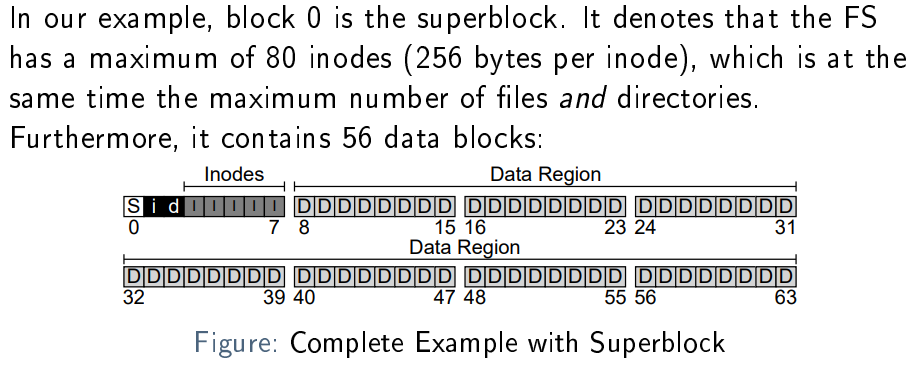 In our example, block 0 is the superblock. It denotes that the FS
has a maximum of 80 inodes (256 bytes per inode), which is at the
same time the maximum number of files and directories.
Furthermore, it contains 56 data blocks:
Inodes Data Region
S i d I I I I I D D D D D D D D D D D D D D D D D D D D D D D D
0 7 8 15 16 23 24 31
Data Region
D D D D D D D D D D D D D D D D D D D D D D D D D D D D D D D D
32 39 40 47 48 55 56 63
Figure: Complete Example with Superblock